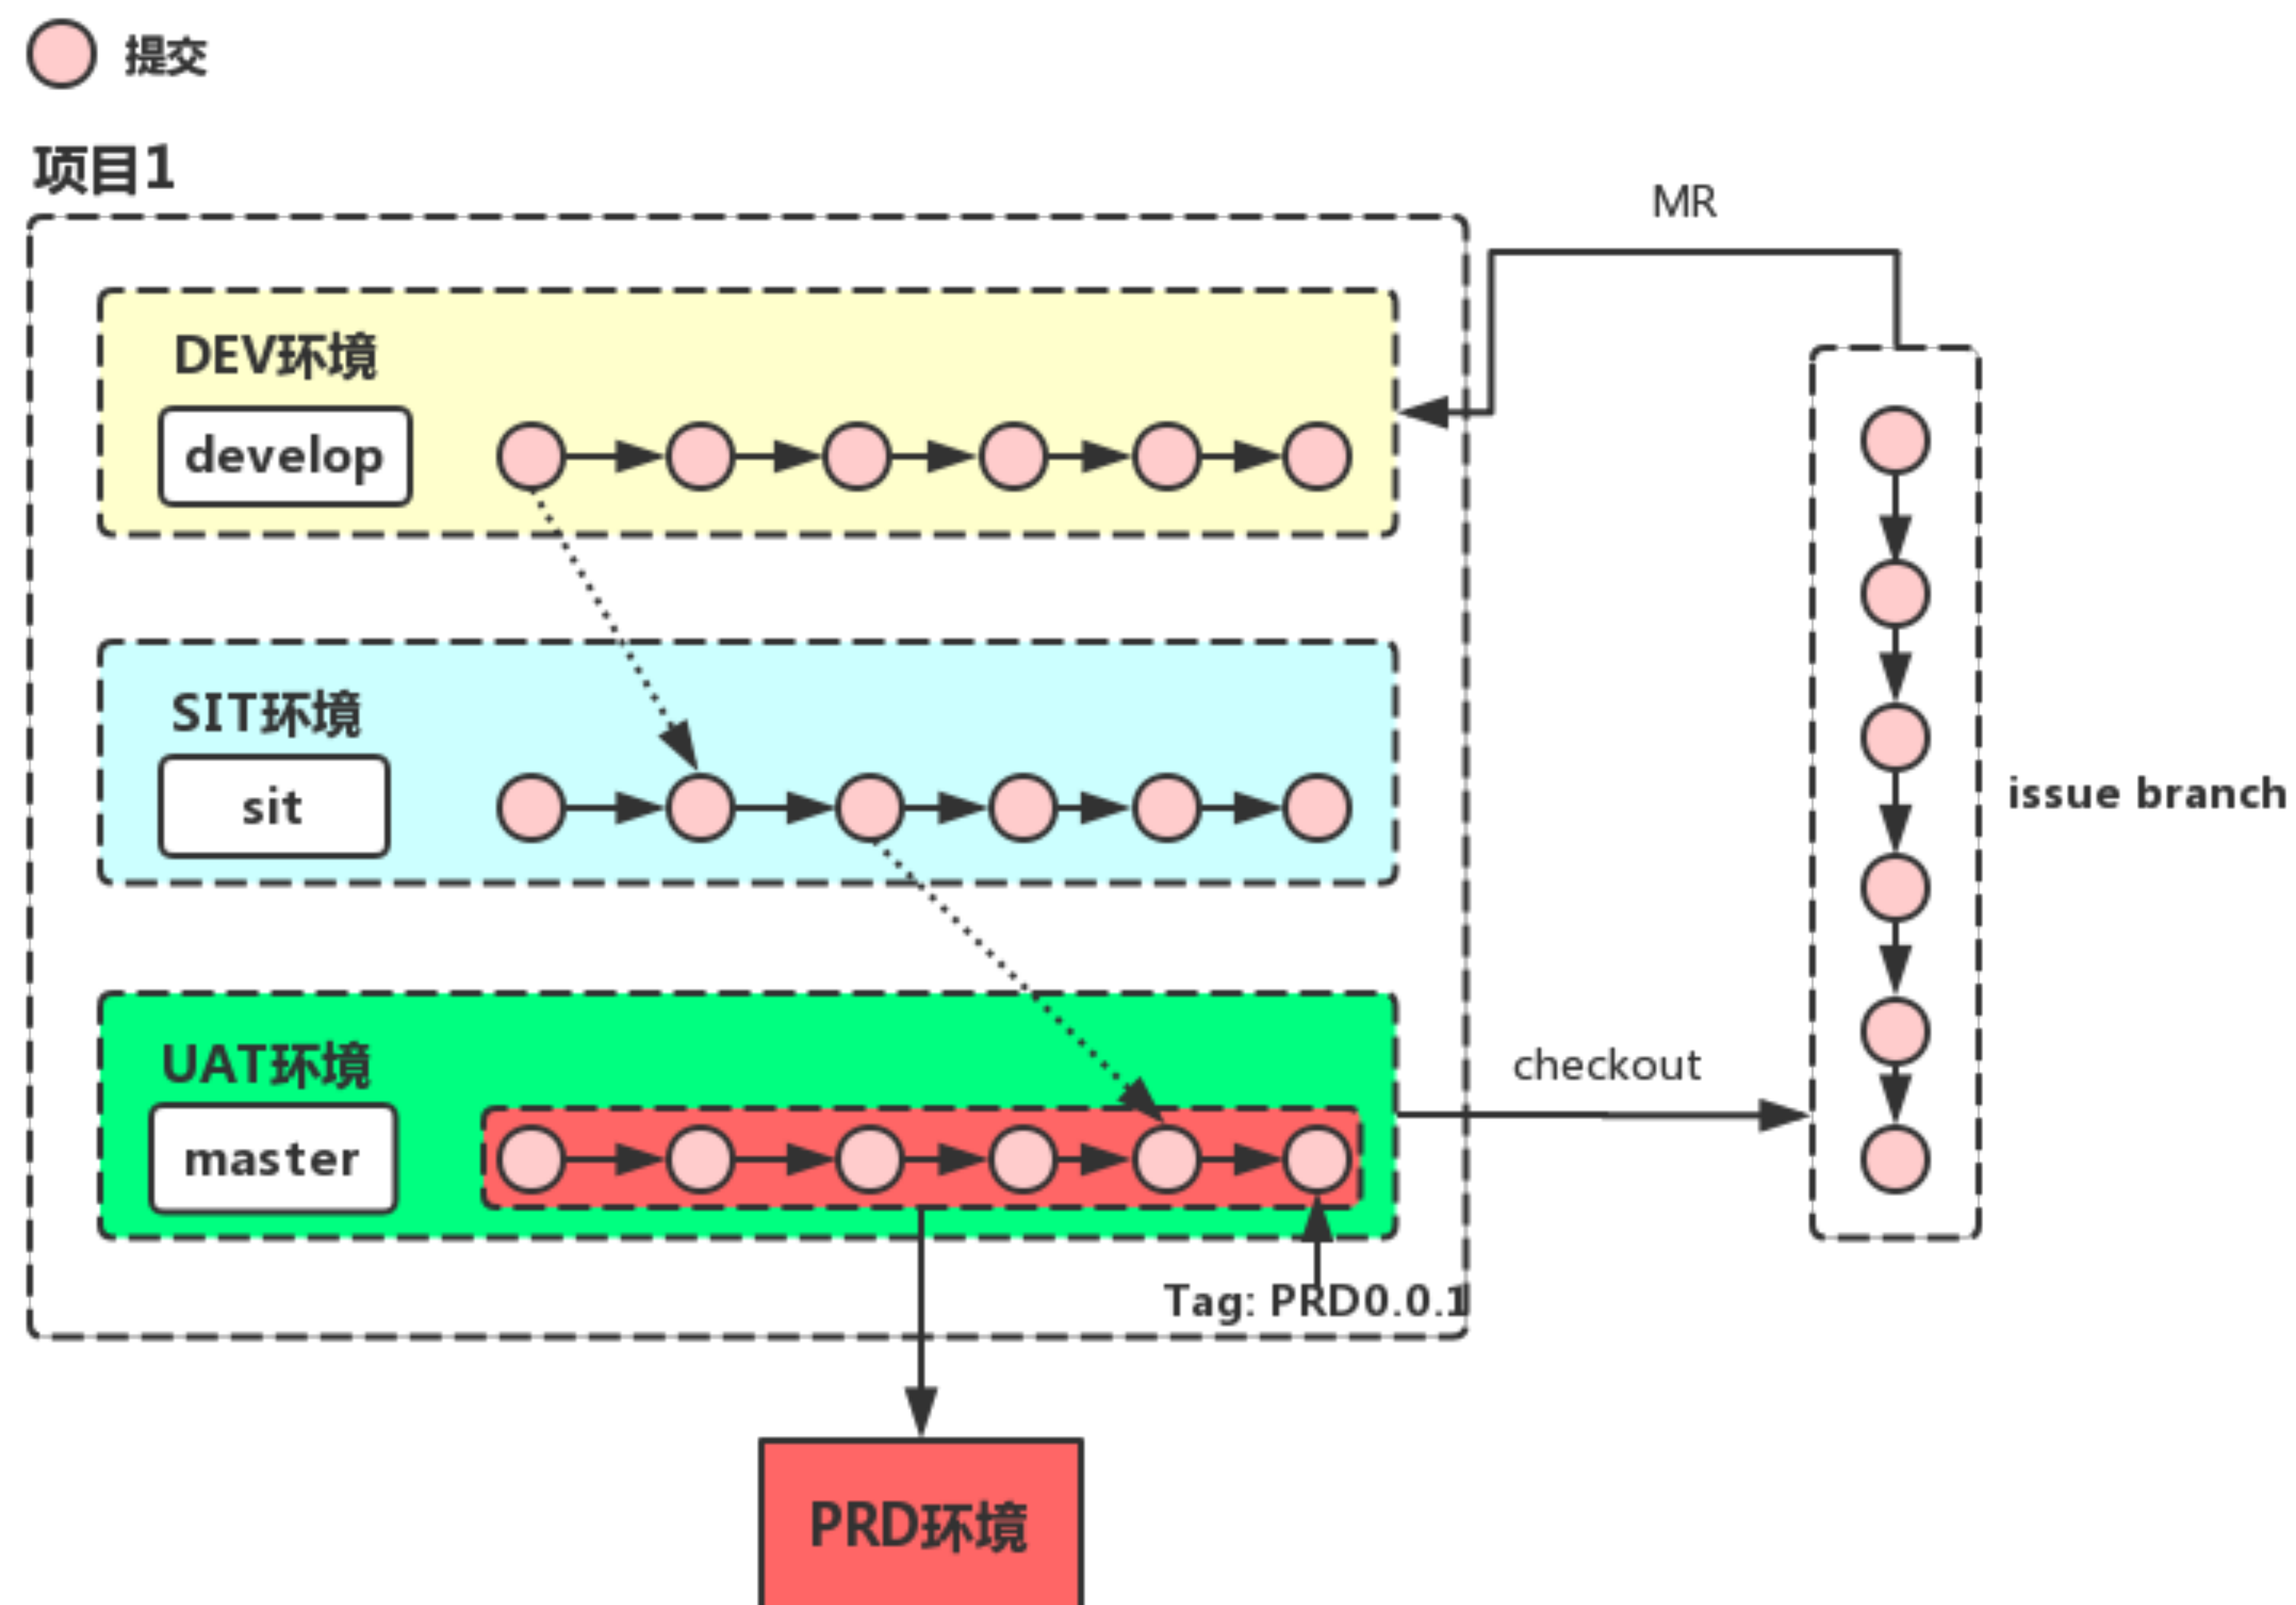 提交
项目1
MR
DEV环境
develop
SIT环境
sit
issue branch
UAT环境
checkout
master
Tag: PRD0.0.1
PRD环境